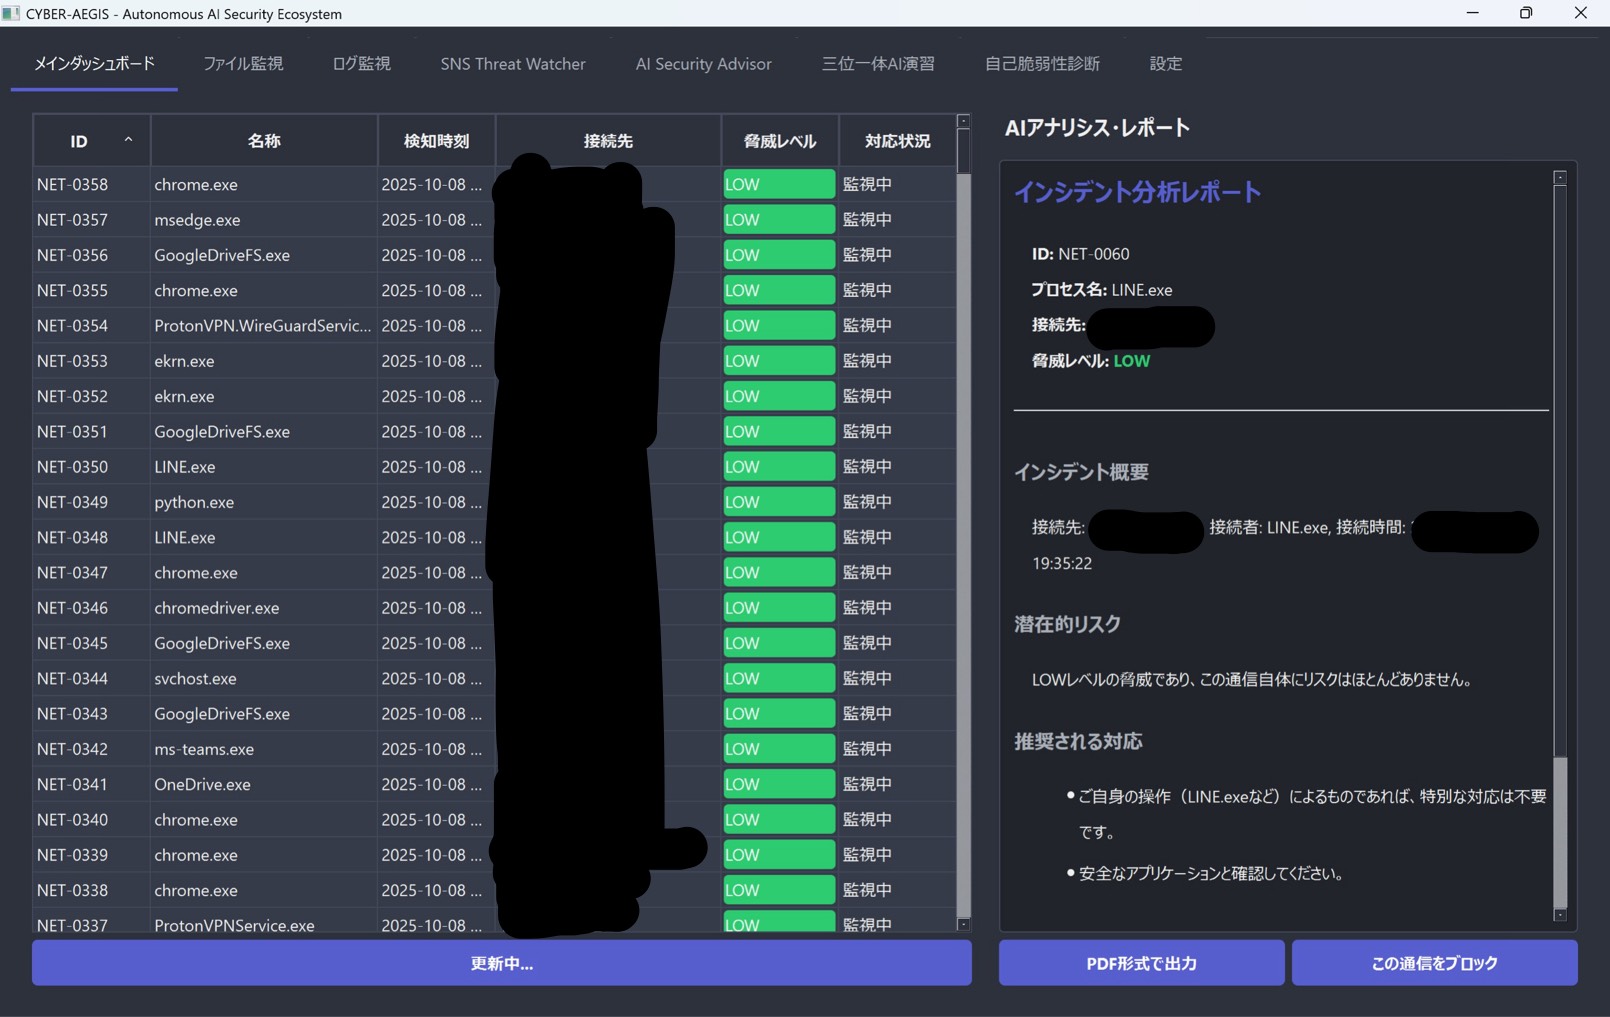 CYBER-AEGIS - Autonomous AI Security Ecosystem
メインダッシュボード ファイル監視 ログ監視 SNS Threat Watcher AI Security Advisor 三位一体AI演習 自己脆弱性診断 設定
ID 名称 検知時刻 接続先 脅威レベル 対応状況
NET-0358 chrome.exe 2025-10-08 ... LOW 監視中
NET-0357 msedge.exe 2025-10-08 ... LOW 監視中
NET-0356 GoogleDriveFS.exe 2025-10-08 ... LOW 監視中
NET-0355 chrome.exe 2025-10-08 ... LOW 監視中
NET-0354 ProtonVPN.WireGuardServic... 2025-10-08 ... LOW 監視中
NET-0353 ekrn.exe 2025-10-08 ... LOW 監視中
NET-0352 ekrn.exe 2025-10-08 ... LOW 監視中
NET-0351 GoogleDriveFS.exe 2025-10-08 ... LOW 監視中
NET-0350 LINE.exe 2025-10-08 ... LOW 監視中
NET-0349 python.exe 2025-10-08 ... LOW 監視中
NET-0348 LINE.exe 2025-10-08 ... LOW 監視中
NET-0347 chrome.exe 2025-10-08 ... LOW 監視中
NET-0346 chromedriver.exe 2025-10-08 ... LOW 監視中
NET-0345 GoogleDriveFS.exe 2025-10-08 ... LOW 監視中
NET-0344 svchost.exe 2025-10-08 ... LOW 監視中
NET-0343 GoogleDriveFS.exe 2025-10-08 ... LOW 監視中
NET-0342 ms-teams.exe 2025-10-08 ... LOW 監視中
NET-0341 OneDrive.exe 2025-10-08 ... LOW 監視中
NET-0340 chrome.exe 2025-10-08 ... LOW 監視中
NET-0339 chrome.exe 2025-10-08 ... LOW 監視中
NET-0338 chrome.exe 2025-10-08 ... LOW 監視中
NET-0337 ProtonVPNService.exe 2025-10-08 ... LOW 監視中
更新中...
AIアナリシス・レポート
インシデント分析レポート
ID: NET-0060
プロセス名: LINE.exe
接続先:
脅威レベル: LOW
インシデント概要
接続先: 接続者: LINE.exe, 接続時間:
19:35:22
潜在的リスク
LOWレベルの脅威であり、この通信自体にリスクはほとんどありません。
推奨される対応
•ご自身の操作（LINE.exeなど）によるものであれば、特別な対応は不要
です。
•安全なアプリケーションと確認してください。
PDF形式で出力 この通信をブロック